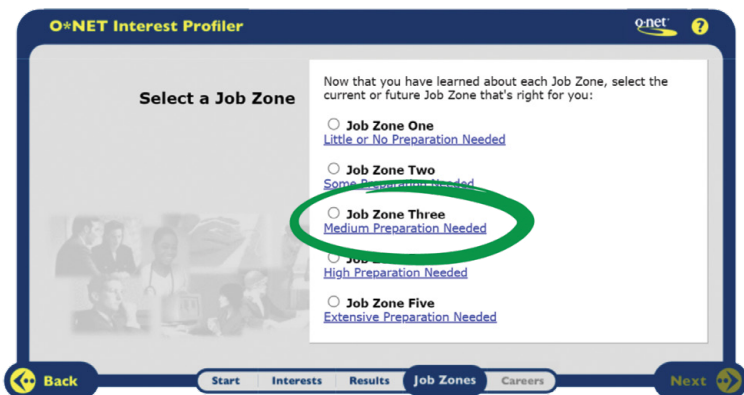 O*NET Interest Profiler
o·net
?
Select a Job Zone
Now that you have learned about each Job Zone, select the
current or future Job Zone that's right for you:
Job Zone One
Little or No Preparation Needed
Job Zone Two
Some Preparation Needed
Job Zone Three
Medium Preparation Needed
High Preparation Needed
Job Zone Five
Extensive Preparation Needed
Back
Start
Interests
Results
Job Zones
Careers
Next